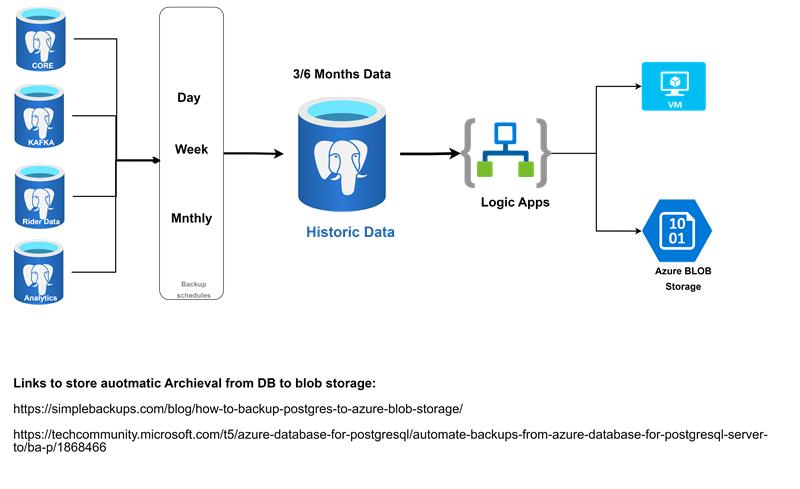 CORE
KAFKA
Rider Data
Analytics
Day
Week
Mnthly
Backup
schedules
3/6 Months Data
Historic Data
Logic Apps
VM
10
01
Azure BLOB
Storage
Links to store auotmatic Archieval from DB to blob storage:
https://simplebackups.com/blog/how-to-backup-postgres-to-azure-blob-storage/
https://techcommunity.microsoft.com/t5/azure-database-for-postgresql/automate-backups-from-azure-database-for-postgresql-server-
to/ba-p/1868466